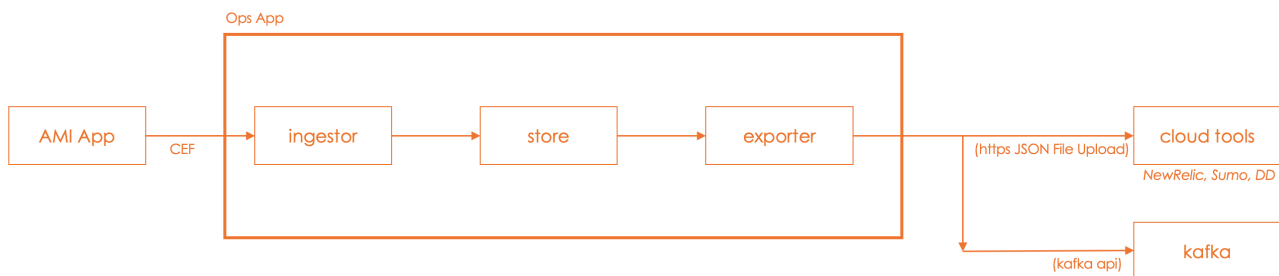 Ops App
AMI App
CEF
ingestor
store
exporter
(https JSON File Upload)
cloud tools
NewRelic, Sumo, DD
(kafka api)
kafka